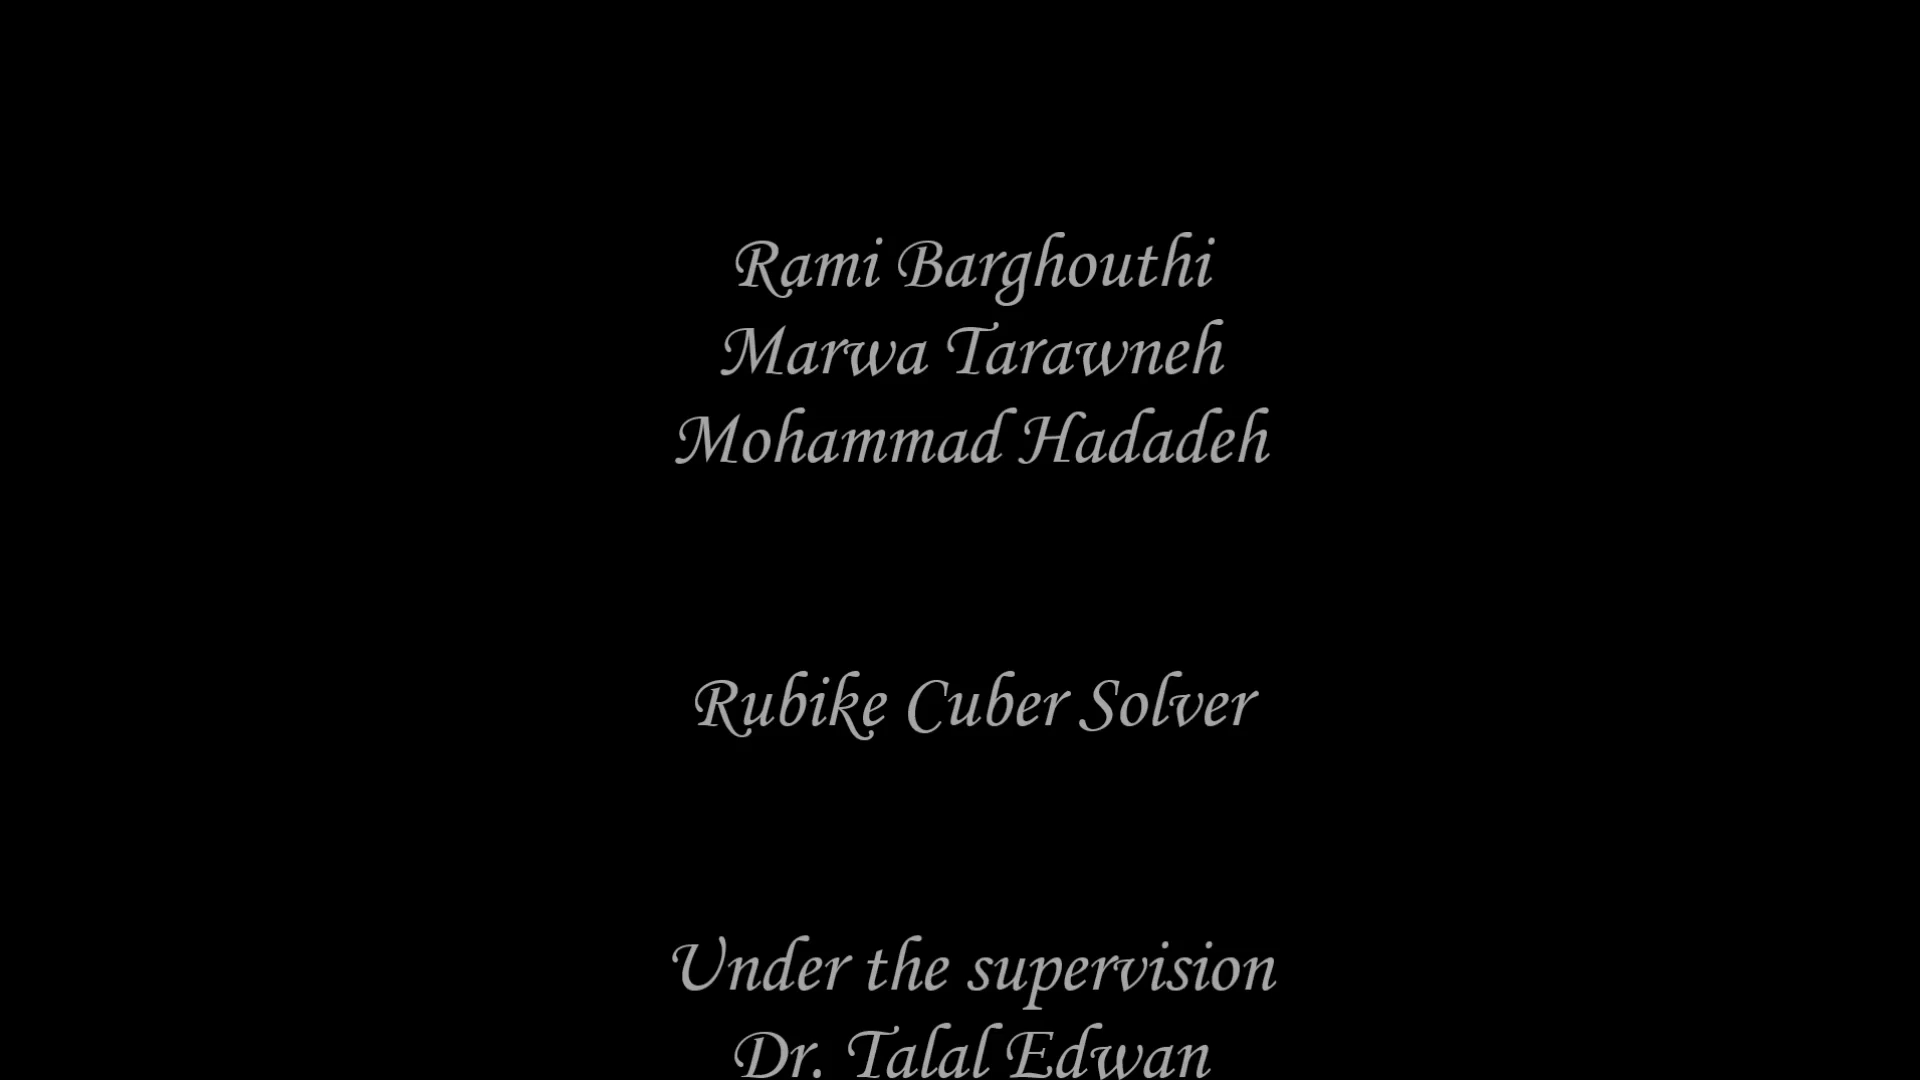 Rami Barghouthi
Marwa Tarawneh
Mohammad Hadadeh
Rubike Cuber Solver
Under the supervision
Dr. Talal Edwan